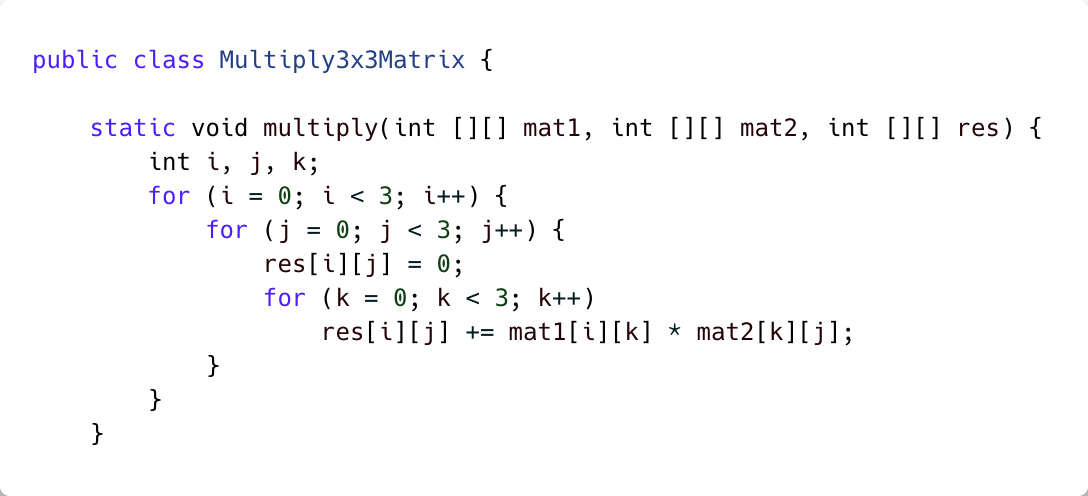 public class Multiply3x3Matrix {
static void multiply(int [][] mat1, int [][] mat2, int [][] res) {
int i, j, k;
for (i = 0; i < 3; i++) {
for (j = 0; j < 3; j++) {
res[i][j] = 0;
for (k = 0; k < 3; k++)
res[i][j] += mat1[i][k] * mat2[k][j];
}
}
}